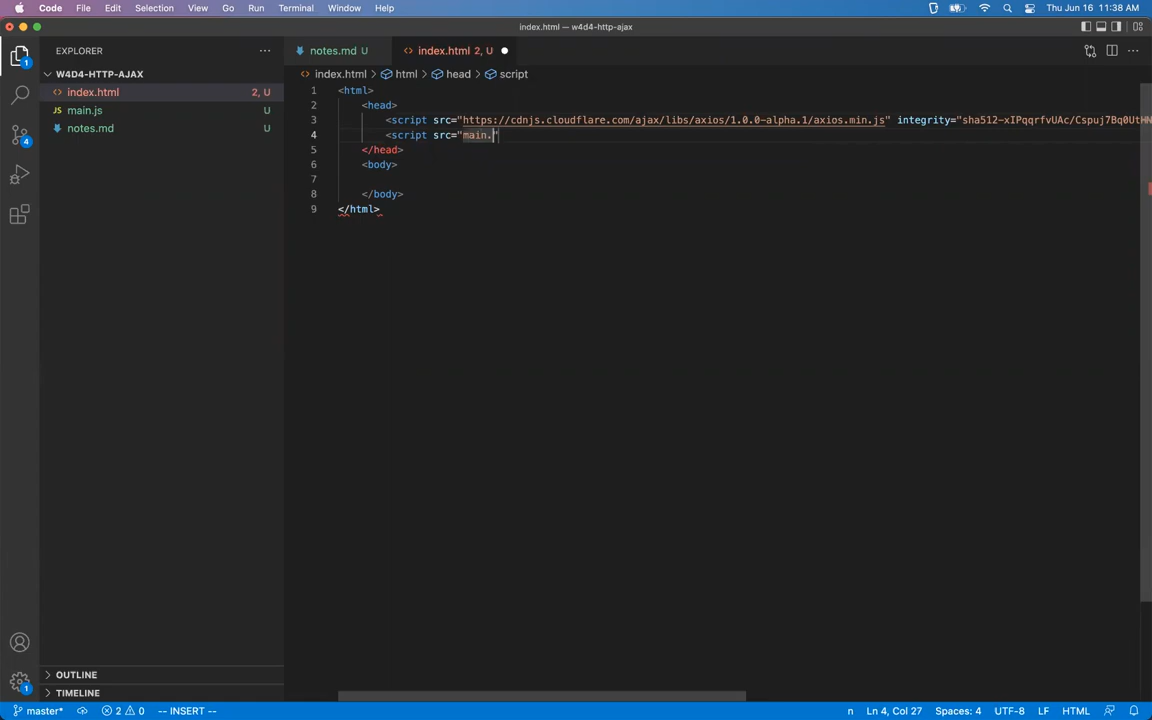 Code File Edit Selection View Go Run Terminal Window Help Thu Jun 16 11:38 AM
index.html — w4d4-http-ajax
EXPLORER
notes.md U
index.html 2, U
W4D4-HTTP-AJAX
index.html > html > head > script
index.html 2, U
JS main.js U
notes.md U
1 <html>
2 <head>
3 <script src="https://cdnjs.cloudflare.com/ajax/libs/axios/1.0.0-alpha.1/axios.min.js" integrity="sha512-xIPqqrfvUAc/Cspuj7Bq0UtHN
4 <script src="main."
5 </head>
6 <body>
7
8 </body>
9 </html>
1
4
OUTLINE
TIMELINE
1
master* 2 0 -- INSERT -- n Ln 4, Col 27 Spaces: 4 UTF-8 LF HTML